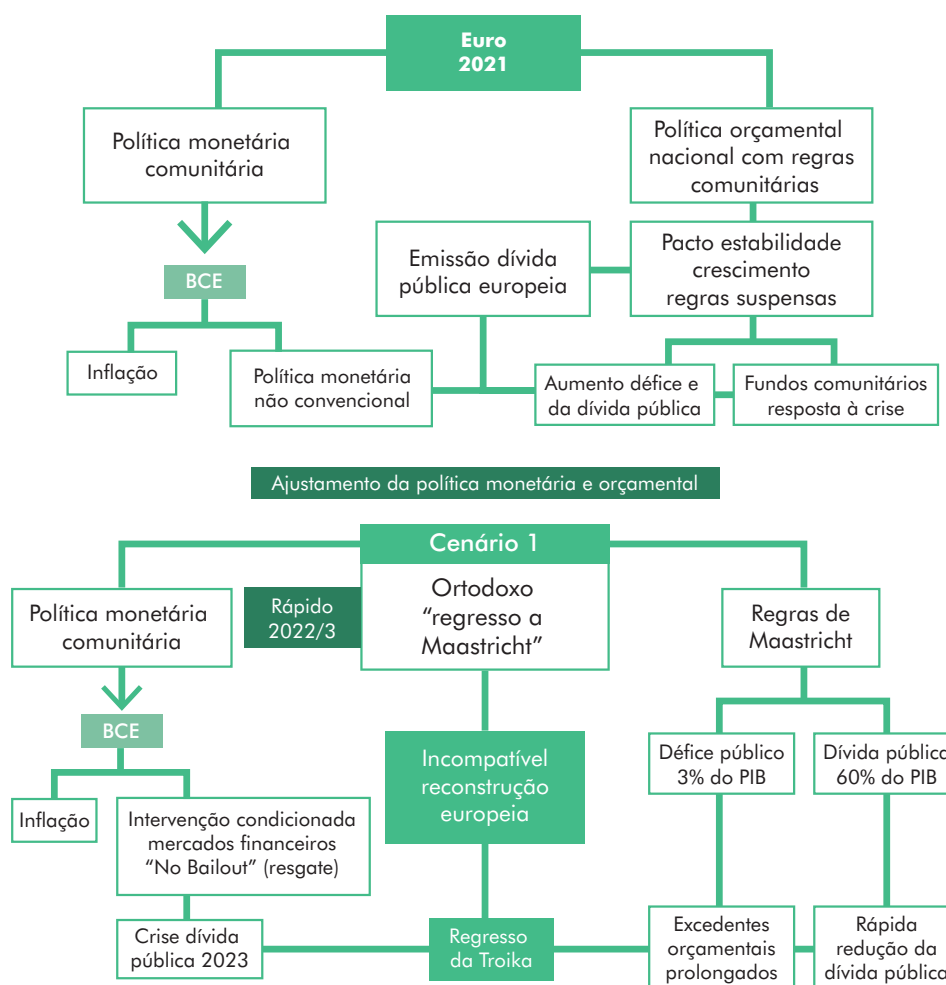 Euro
2021
Política monetária
comunitária
Política orçamental
nacional com regras
comunitárias
BCE
Emissão dívida
pública europeia
Pacto estabilidade
crescimento
regras suspensas
Inflação
Política monetária
não convencional
Aumento défice e
da dívida pública
Fundos comunitários
resposta à crise
Ajustamento da política monetária e orçamental
Cenário 1
Ortodoxo
“regresso a
Maastricht”
Rápido
2022/3
Política monetária
comunitária
Regras de
Maastricht
BCE
Incompatível
reconstrução
europeia
Défice público
3% do PIB
Dívida pública
60% do PIB
Inflação
Intervenção condicionada
mercados financeiros
“No Bailout” (resgate)
Crise dívida
pública 2023
Regresso
da Troika
Excedentes
orçamentais
prolongados
Rápida
redução da
dívida pública